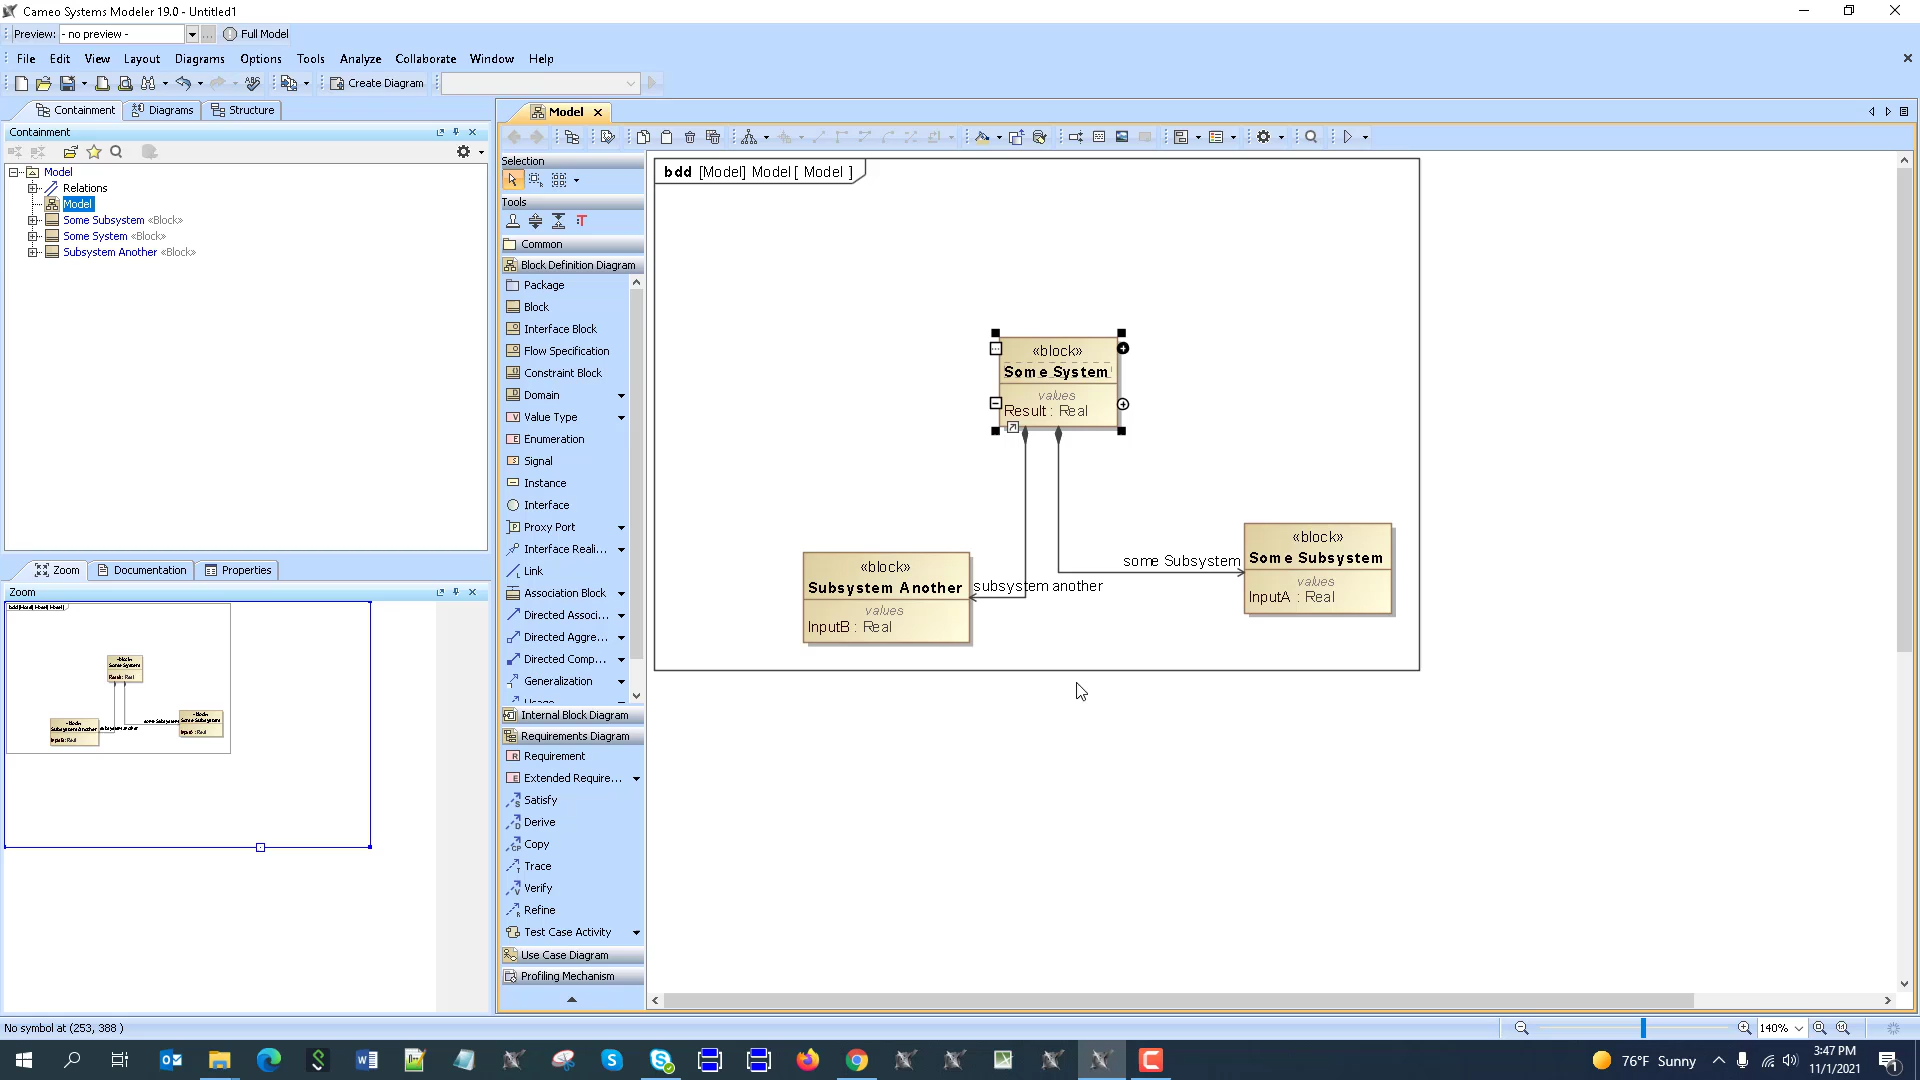 Cameo Systems Modeler 19.0 - Untitled1
Preview: - no preview - ... Full Model
File Edit View Layout Diagrams Options Tools Analyze Collaborate Window Help
Create Diagram
Containment Diagrams Structure
Containment
Model
Relations
Model
Some Subsystem «Block»
Some System «Block»
Subsystem Another «Block»
Zoom Documentation Properties
Zoom
Model
Selection
Tools
Common
Block Definition Diagram
Package
Block
Interface Block
Flow Specification
Constraint Block
Domain
Value Type
Enumeration
Signal
Instance
Interface
Proxy Port
Interface Reali...
Link
Association Block
Directed Associ...
Directed Aggre...
Directed Comp...
Generalization
Internal Block Diagram
Requirements Diagram
Requirement
Extended Require...
Satisfy
Derive
Copy
Trace
Verify
Refine
Test Case Activity
Use Case Diagram
Profiling Mechanism
bdd [Model] Model [ Model ]
«block»
Some System
values
Result : Real
«block»
Subsystem Another
values
InputB : Real
subsystem another
some Subsystem
«block»
Some Subsystem
values
InputA : Real
No symbol at (253, 388 )
140%
76°F Sunny
3:47 PM
11/1/2021